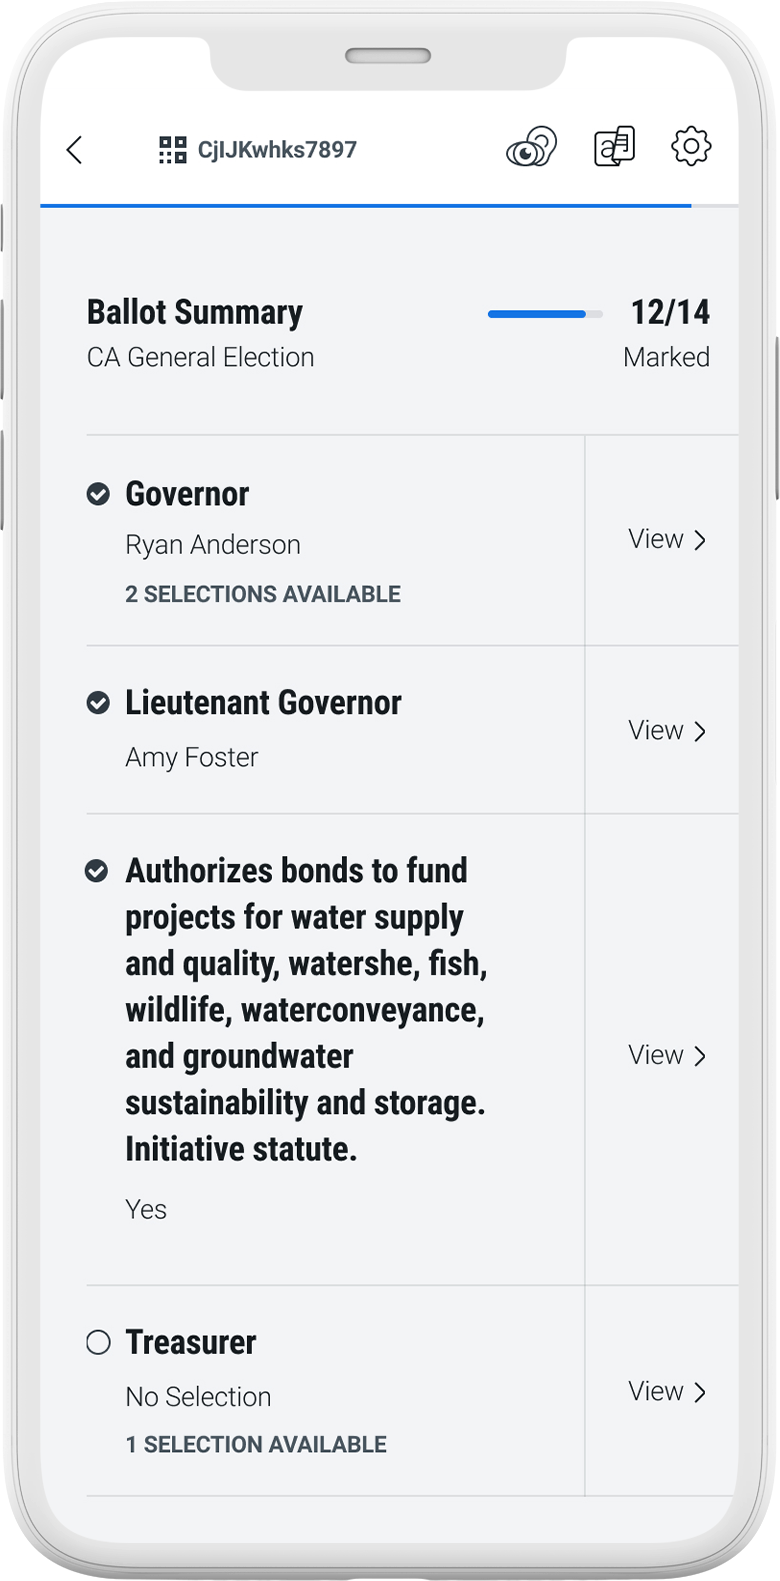 CjIJKwhks7897
Ballot Summary
12/14
CA General Election
Marked
Governor
Ryan Anderson
View
2 SELECTIONS AVAILABLE
Lieutenant Governor
View
Amy Foster
Authorizes bonds to fund
projects for water supply
and quality, watershe, fish,
wildlife, waterconveyance,
and groundwater
View
sustainability and storage.
Initiative statute.
Yes
Treasurer
No Selection
View
1 SELECTION AVAILABLE